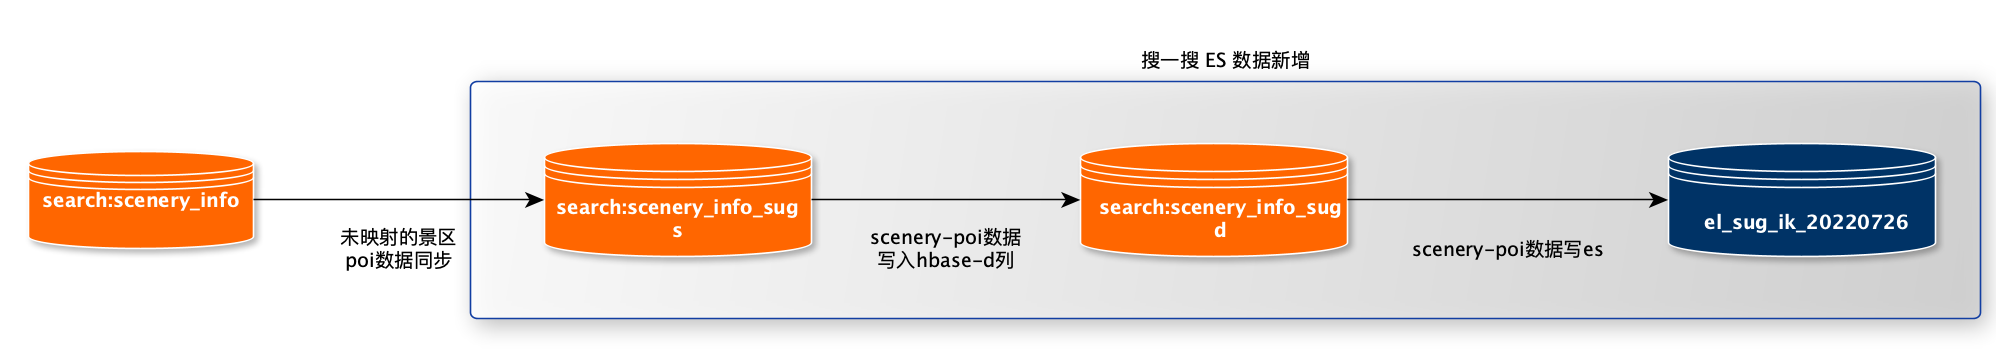 搜一搜 ES 数据新增
search:scenery_info
未映射的景区
poi数据同步
search:scenery_info_sug
s
scenery-poi数据
写入hbase-d列
search:scenery_info_sug
d
scenery-poi数据写es
el_sug_ik_20220726